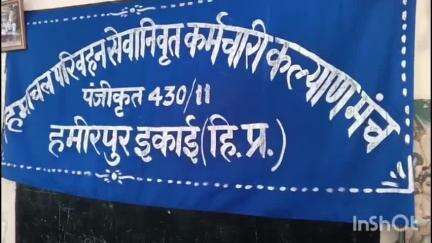 हिमाचल परिवहन सेवानिवृत कर्मचारी कल्याण मंच
पंजीकृत 430/11
हमीरपुर इकाई (हि.प्र.)
InShOt